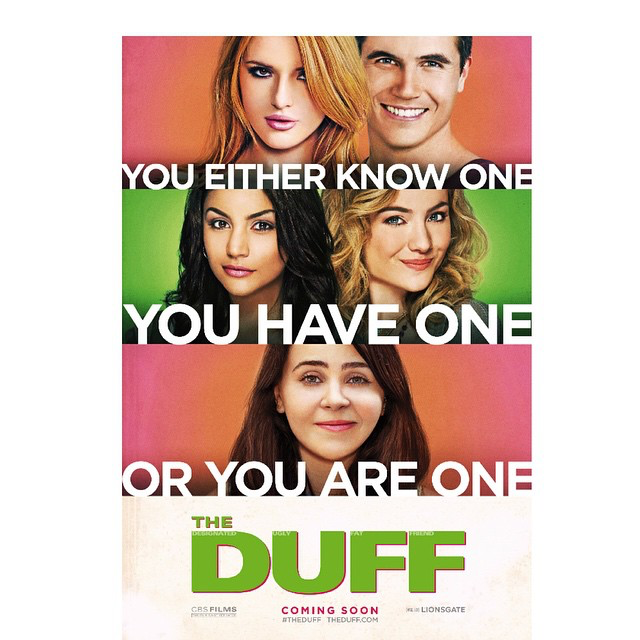 YOU EITHER KNOW ONE
YOU HAVE ONE
OR YOU ARE ONE
THE
DESIGNATED UGLY FAT FRIEND
DUFF
CBS FILMS COMING SOON LIONSGATE
#THEDUFF THEDUFF.COM